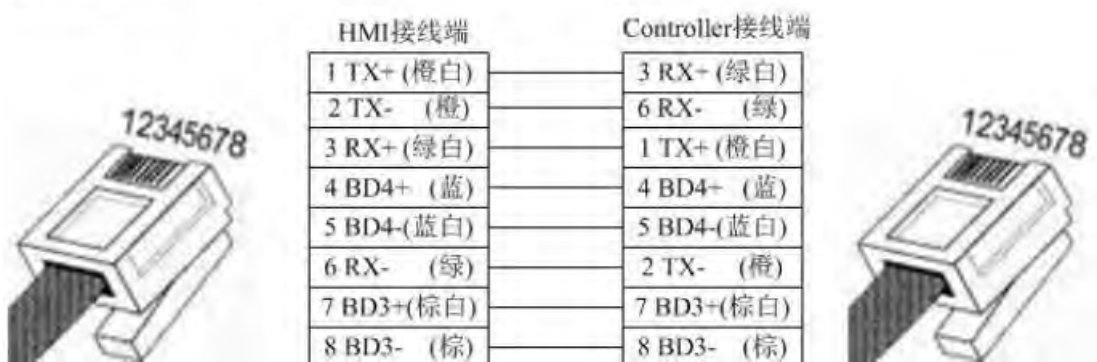 HMI接线端
Controller接线端
1 TX+ (橙白)
3 RX+ (绿白)
2 TX- (橙)
6 RX- (绿)
3 RX+ (绿白)
1 TX+ (橙白)
4 BD4+ (蓝)
4 BD4+ (蓝)
5 BD4-(蓝白)
5 BD4-(蓝白)
6 RX- (绿)
2 TX- (橙)
7 BD3+(棕白)
7 BD3+(棕白)
8 BD3- (棕)
8 BD3- (棕)
12345678
12345678